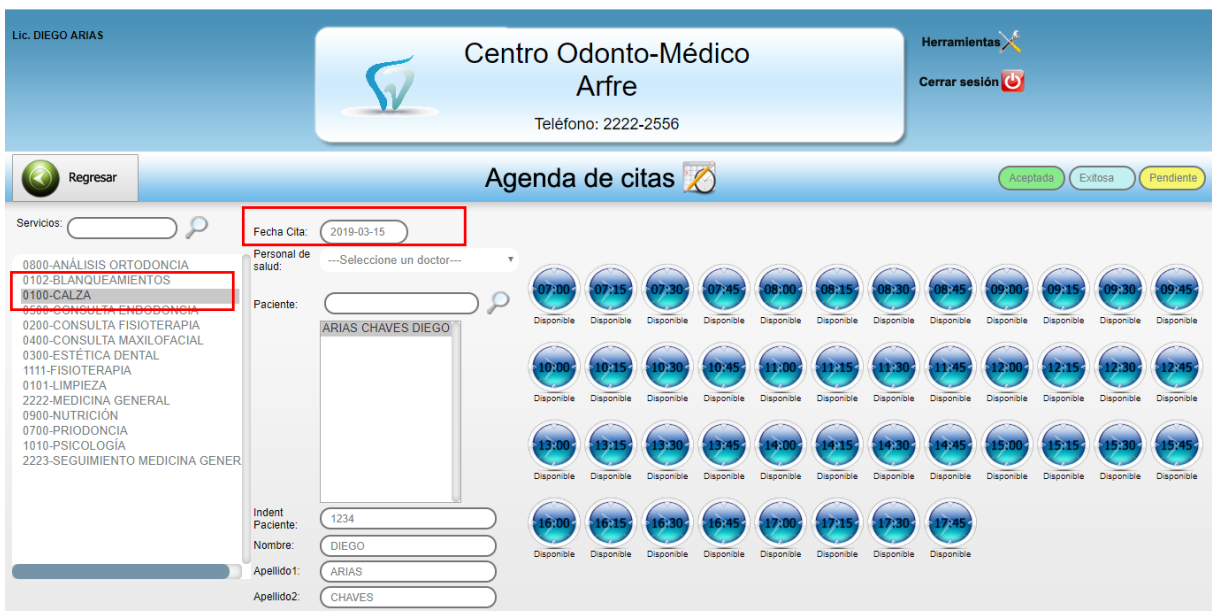 Lic. DIEGO ARIAS
Centro Odonto-Médico
Arfre
Teléfono: 2222-2556
Herramientas
Cerrar sesión
Regresar
Agenda de citas
Aceptada Exitosa Pendiente
Servicios:
0800-ANÁLISIS ORTODONCIA
0102-BLANQUEAMIENTOS
0100-CALZA
0500-CONSULTA ENDODONCIA
0200-CONSULTA FISIOTERAPIA
0400-CONSULTA MAXILOFACIAL
0300-ESTÉTICA DENTAL
1111-FISIOTERAPIA
0101-LIMPIEZA
2222-MEDICINA GENERAL
0900-NUTRICIÓN
0700-PRIODONCIA
1010-PSICOLOGÍA
2223-SEGUIMIENTO MEDICINA GENER
Fecha Cita: 2019-03-15
Personal de salud: ---Seleccione un doctor---
Paciente:
ARIAS CHAVES DIEGO
Indent
Paciente: 1234
Nombre: DIEGO
Apellido1: ARIAS
Apellido2: CHAVES
07:00 07:15 07:30 07:45 08:00 08:15 08:30 08:45 09:00 09:15 09:30 09:45
Disponible Disponible Disponible Disponible Disponible Disponible Disponible Disponible Disponible Disponible Disponible Disponible
10:00 10:15 10:30 10:45 11:00 11:15 11:30 11:45 12:00 12:15 12:30 12:45
Disponible Disponible Disponible Disponible Disponible Disponible Disponible Disponible Disponible Disponible Disponible Disponible
13:00 13:15 13:30 13:45 14:00 14:15 14:30 14:45 15:00 15:15 15:30 15:45
Disponible Disponible Disponible Disponible Disponible Disponible Disponible Disponible Disponible Disponible Disponible Disponible
16:00 16:15 16:30 16:45 17:00 17:15 17:30 17:45
Disponible Disponible Disponible Disponible Disponible Disponible Disponible Disponible